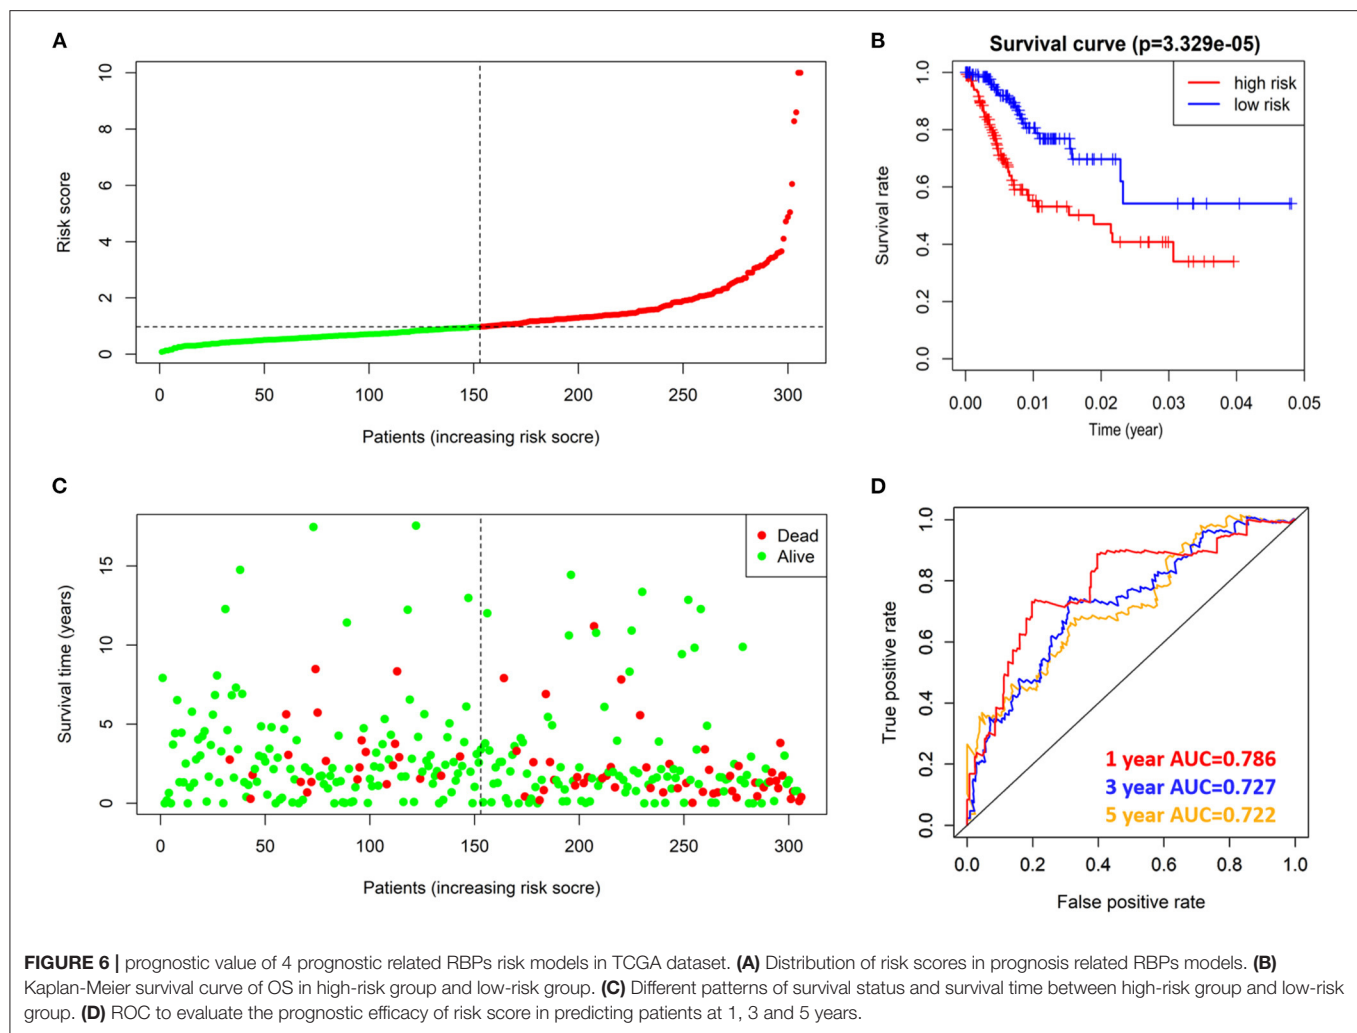 A
Risk score
10
8
6
4
2
0
0 50 100 150 200 250 300
Patients (increasing risk socre)
B
Survival curve (p=3.329e-05)
high risk
low risk
Survival rate
1.0
0.8
0.6
0.4
0.2
0.0
0.00 0.01 0.02 0.03 0.04 0.05
Time (year)
C
Dead
Alive
Survival time (years)
15
10
5
0
0 50 100 150 200 250 300
Patients (increasing risk socre)
D
True positive rate
1.0
0.8
0.6
0.4
0.2
0.0
1 year AUC=0.786
3 year AUC=0.727
5 year AUC=0.722
0.0 0.2 0.4 0.6 0.8 1.0
False positive rate
FIGURE 6 | prognostic value of 4 prognostic related RBPs risk models in TCGA dataset. (A) Distribution of risk scores in prognosis related RBPs models. (B)
Kaplan-Meier survival curve of OS in high-risk group and low-risk group. (C) Different patterns of survival status and survival time between high-risk group and low-risk
group. (D) ROC to evaluate the prognostic efficacy of risk score in predicting patients at 1, 3 and 5 years.